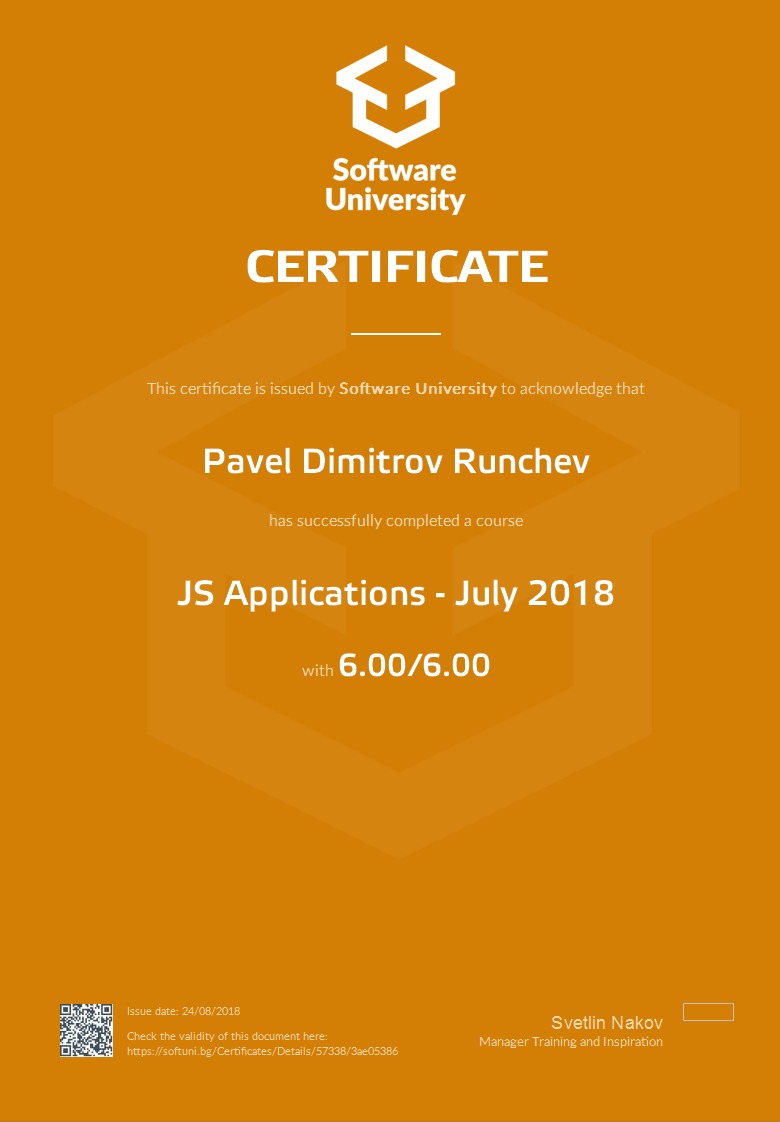 Software
University
CERTIFICATE
This certificate is issued by Software University to acknowledge that
Pavel Dimitrov Runchev
has successfully completed a course
JS Applications - July 2018
with 6.00/6.00
Issue date: 24/08/2018
Check the validity of this document here:
https://softuni.bg/Certificates/Details/57338/3ae05386
Svetlin Nakov
Manager Training and Inspiration